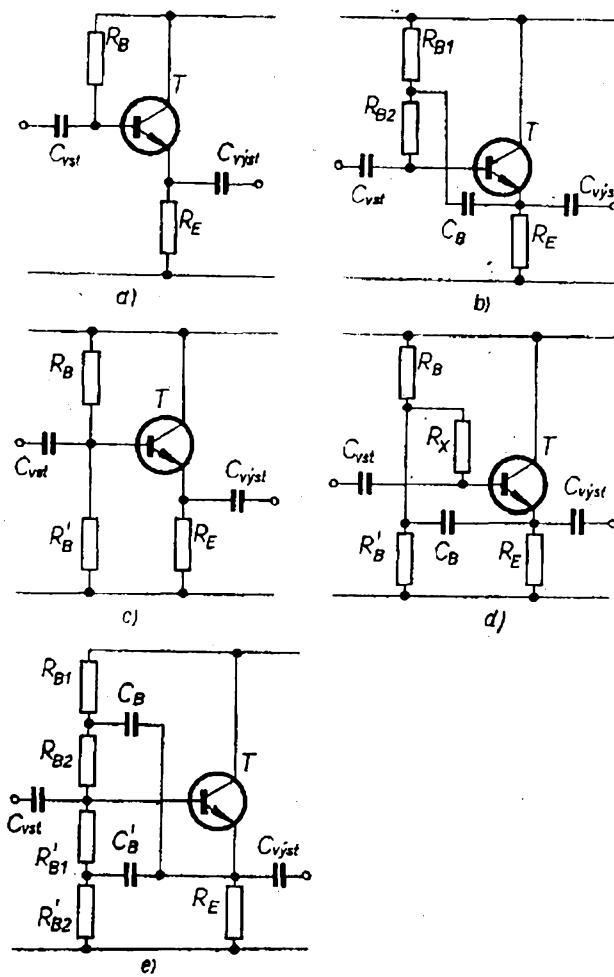 R_B
T
C_vst
C_výst
R_E
a)
R_B1
R_B2
T
C_vst
C_výst
C_B
R_E
b)
R_B
T
C_vst
C_výst
R'_B
R_E
c)
R_B
T
R_X
C_vst
C_výst
R'_B
C_B
R_E
d)
R_B1
C_B
R_B2
T
C_vst
R'_B1
C'_B
C_výst
R'_B2
R_E
e)